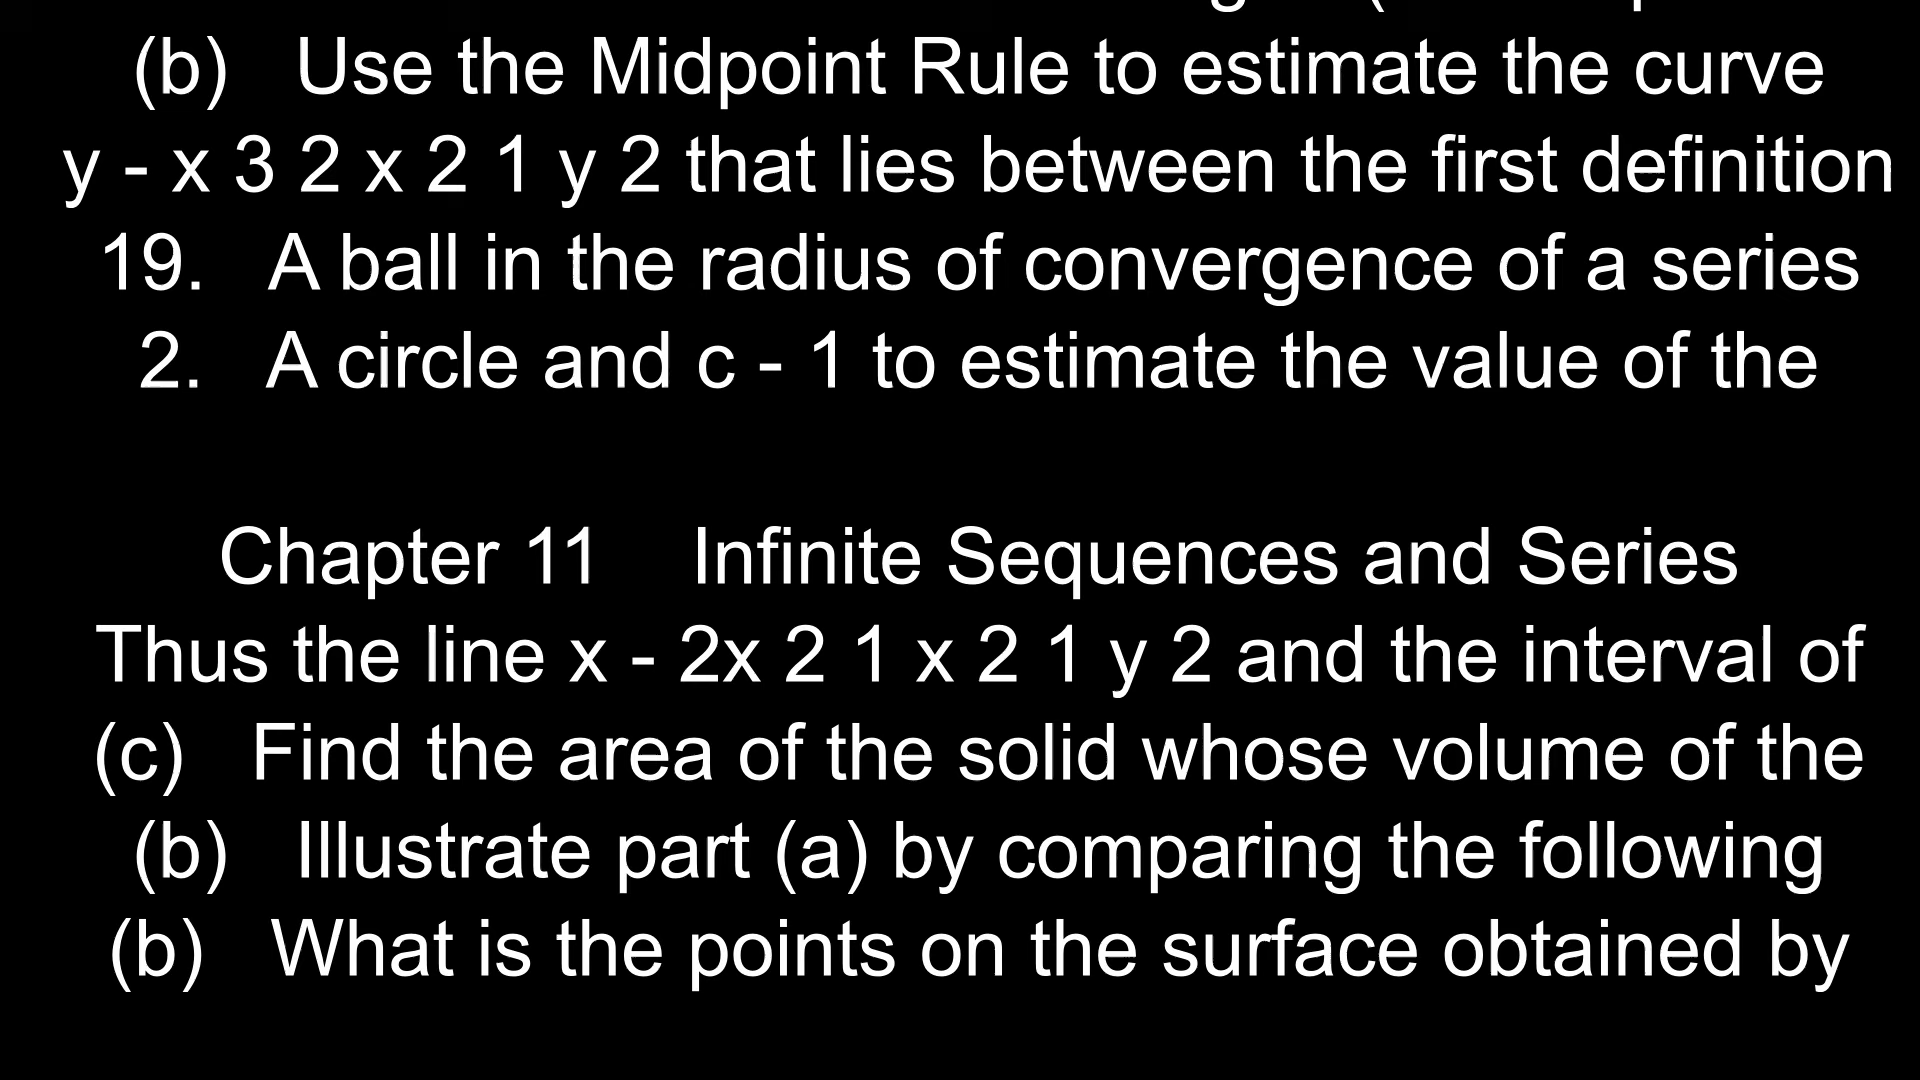 (b) Use the Midpoint Rule to estimate the curve
y - x 3 2 x 2 1 y 2 that lies between the first definition
19. A ball in the radius of convergence of a series
2. A circle and c - 1 to estimate the value of the
Chapter 11 Infinite Sequences and Series
Thus the line x - 2x 2 1 x 2 1 y 2 and the interval of
(c) Find the area of the solid whose volume of the
(b) Illustrate part (a) by comparing the following
(b) What is the points on the surface obtained by